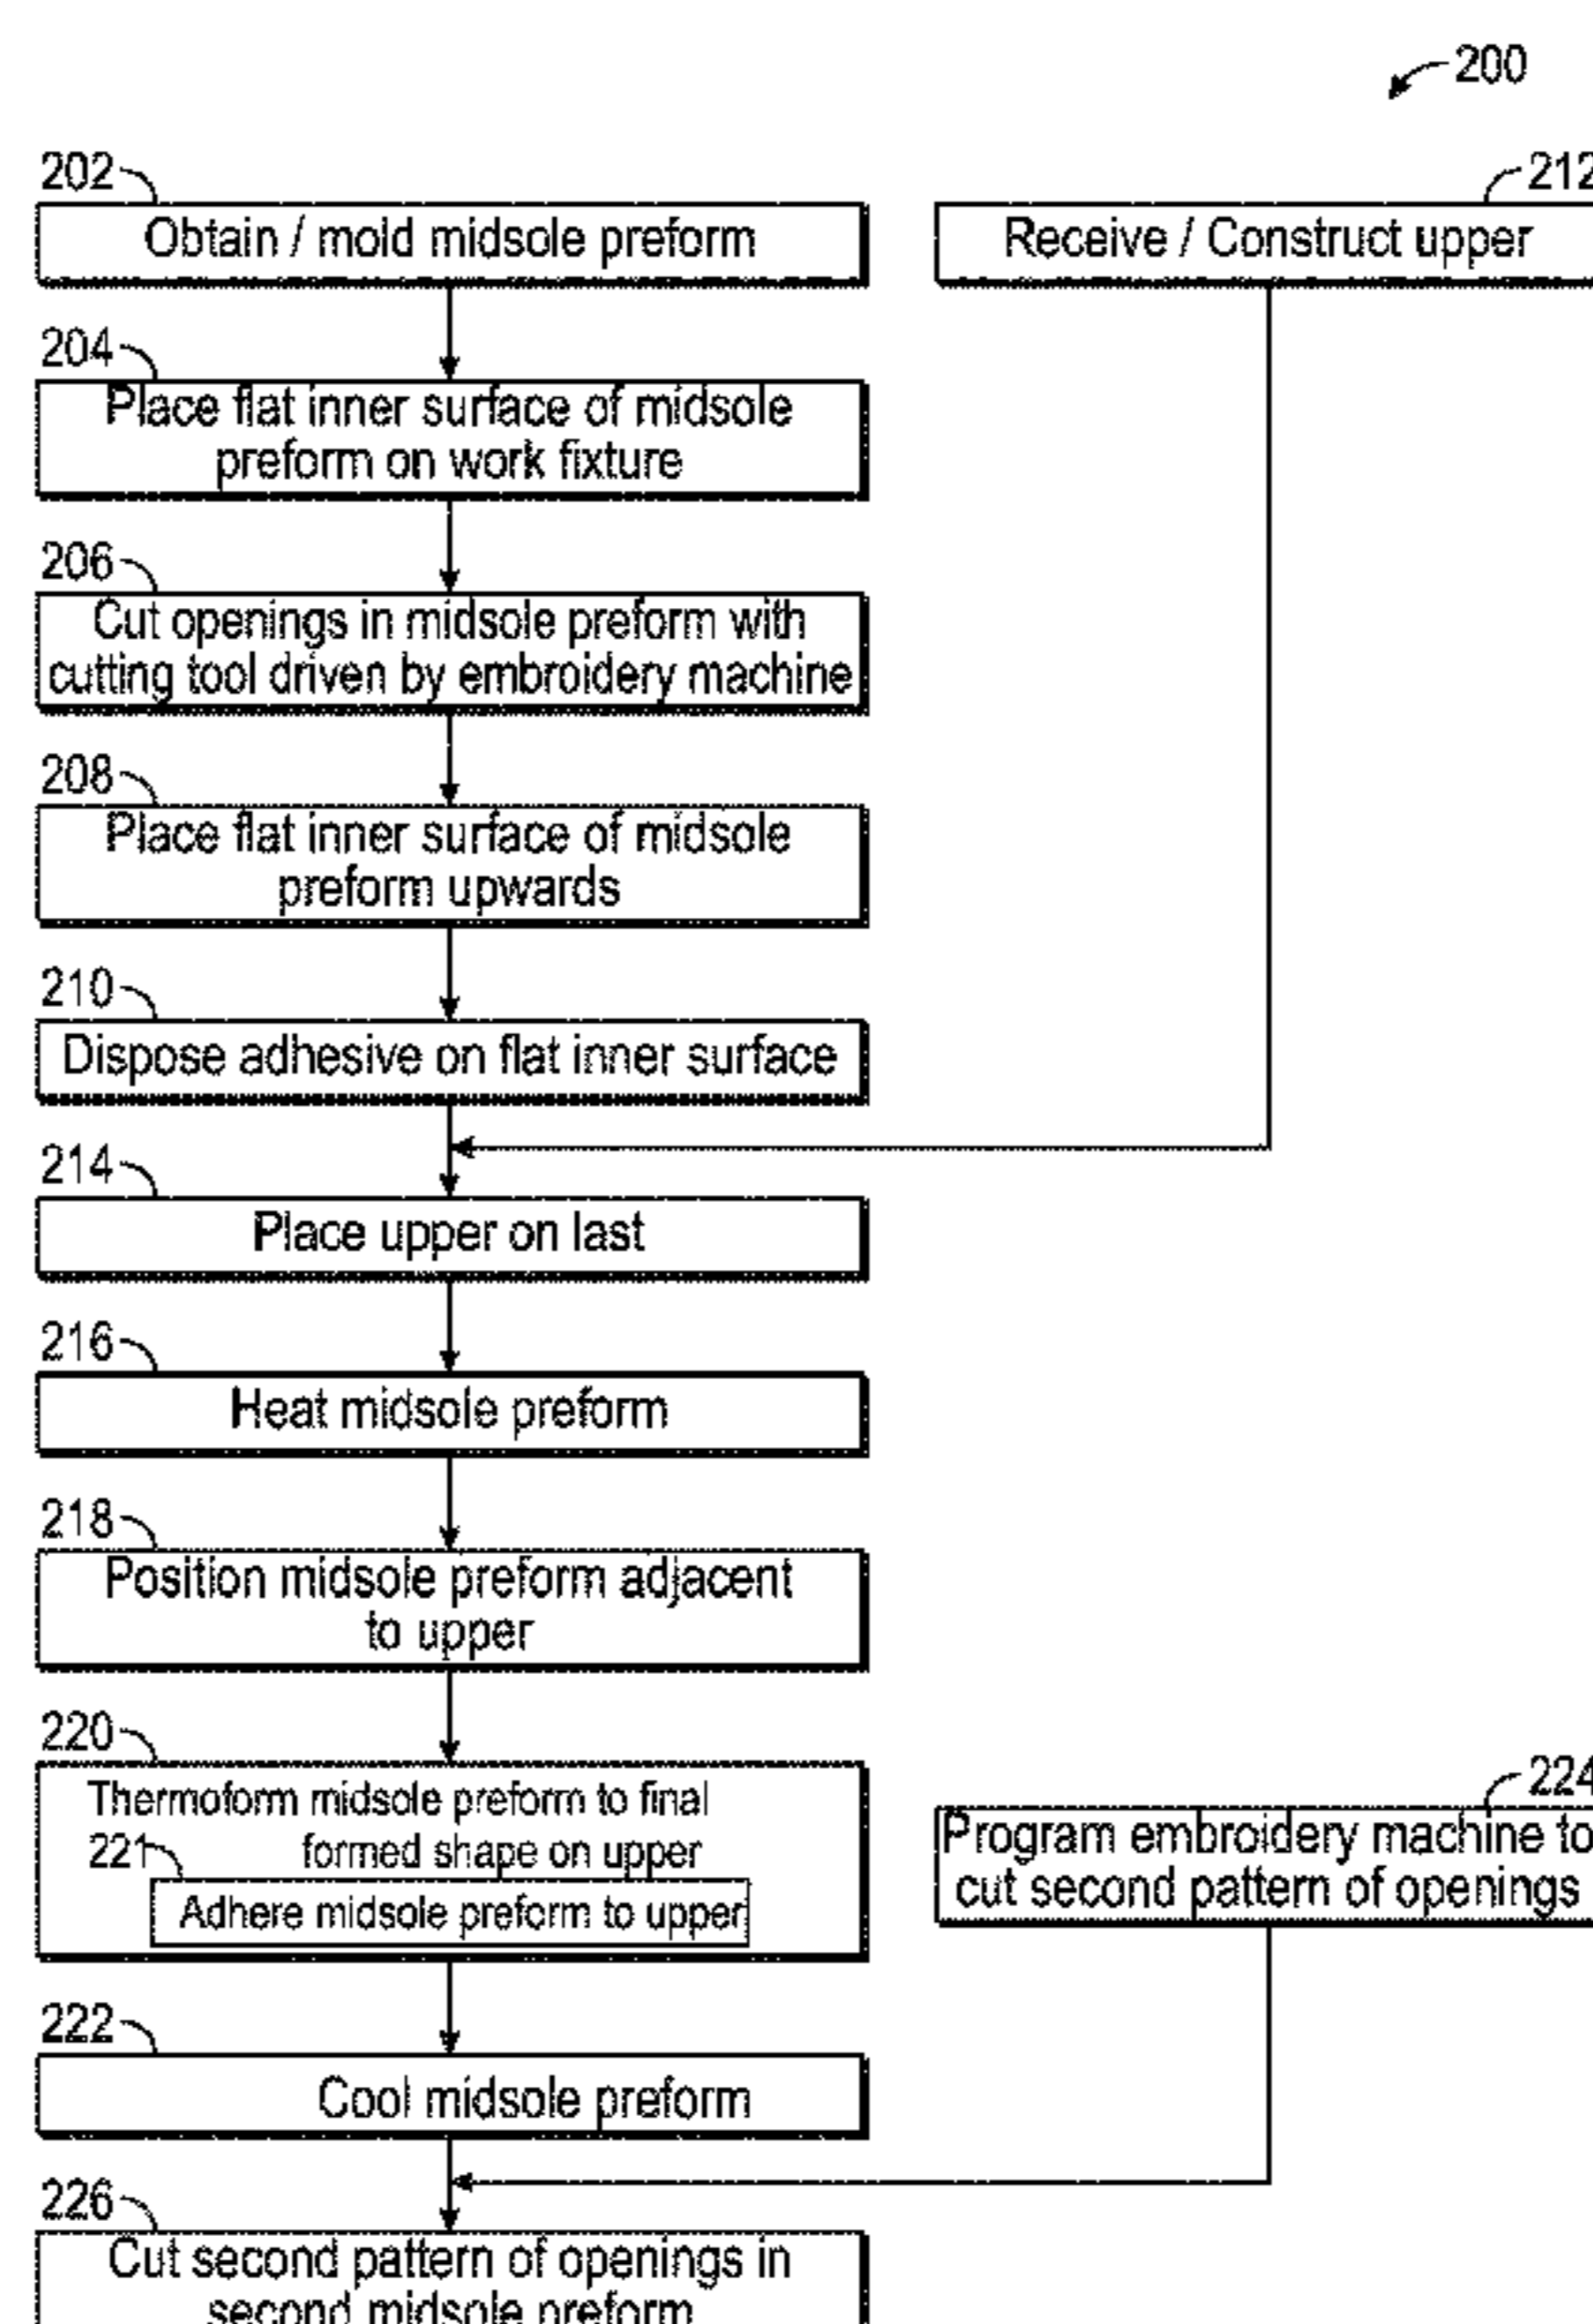 200
202
212
Obtain / mold midsole preform
Receive / Construct upper
204
Place flat inner surface of midsole
preform on work fixture
206
Cut openings in midsole preform with
cutting tool driven by embroidery machine
208
Place flat inner surface of midsole
preform upwards
210
Dispose adhesive on flat inner surface
214
Place upper on last
216
Heat midsole preform
218
Position midsole preform adjacent
to upper
220
Thermoform midsole preform to final
221 formed shape on upper
Adhere midsole preform to upper
224
Program embroidery machine to
cut second pattern of openings
222
Cool midsole preform
226
Cut second pattern of openings in
second midsole preform